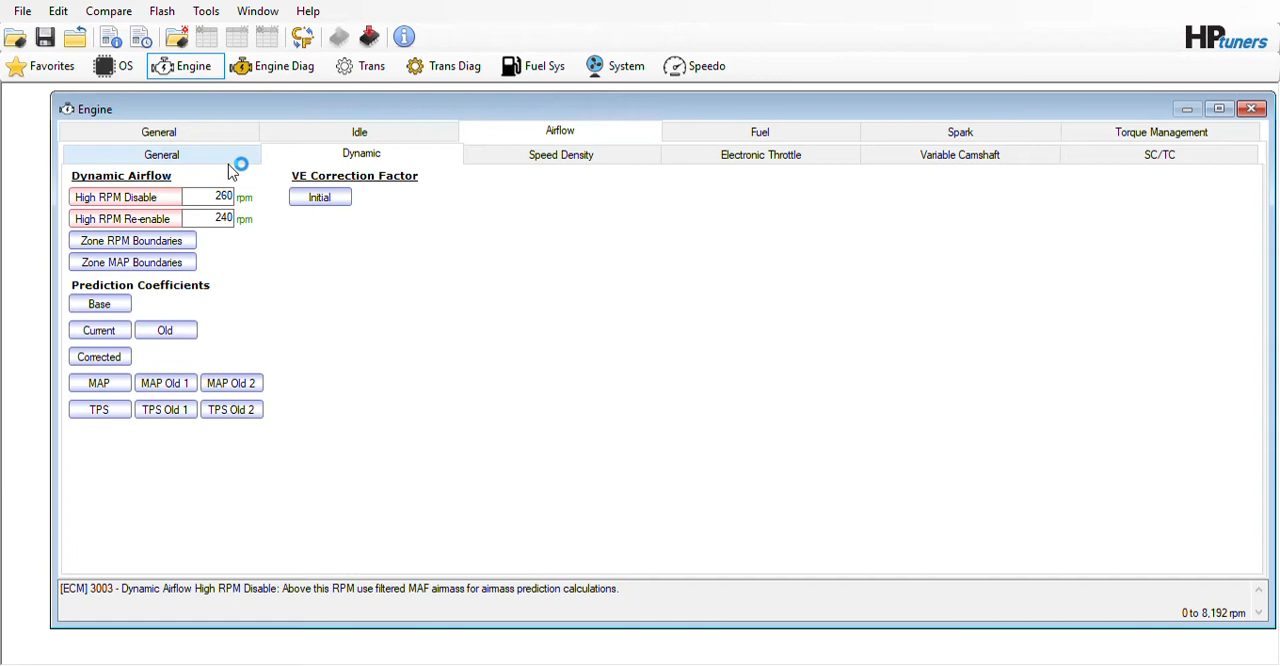 File Edit Compare Flash Tools Window Help
HPtuners
Favorites OS Engine Engine Diag Trans Trans Diag Fuel Sys System Speedo
Engine
General Idle Airflow Fuel Spark Torque Management
General Dynamic Speed Density Electronic Throttle Variable Camshaft SC/TC
Dynamic Airflow VE Correction Factor
High RPM Disable 260 rpm Initial
High RPM Re-enable 240 rpm
Zone RPM Boundaries
Zone MAP Boundaries
Prediction Coefficients
Base
Current Old
Corrected
MAP MAP Old 1 MAP Old 2
TPS TPS Old 1 TPS Old 2
[ECM] 3003 - Dynamic Airflow High RPM Disable: Above this RPM use filtered MAF airmass for airmass prediction calculations.
0 to 8,192 rpm